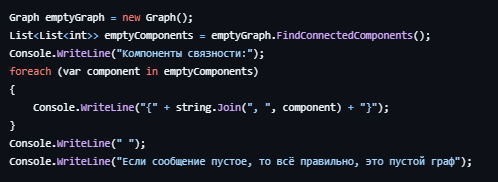 Graph emptyGraph = new Graph();
List<List<int>> emptyComponents = emptyGraph.FindConnectedComponents();
Console.WriteLine("Компоненты связности:");
foreach (var component in emptyComponents)
{
    Console.WriteLine("{" + string.Join(", ", component) + "}");
}
Console.WriteLine(" ");
Console.WriteLine("Если сообщение пустое, то всё правильно, это пустой граф");